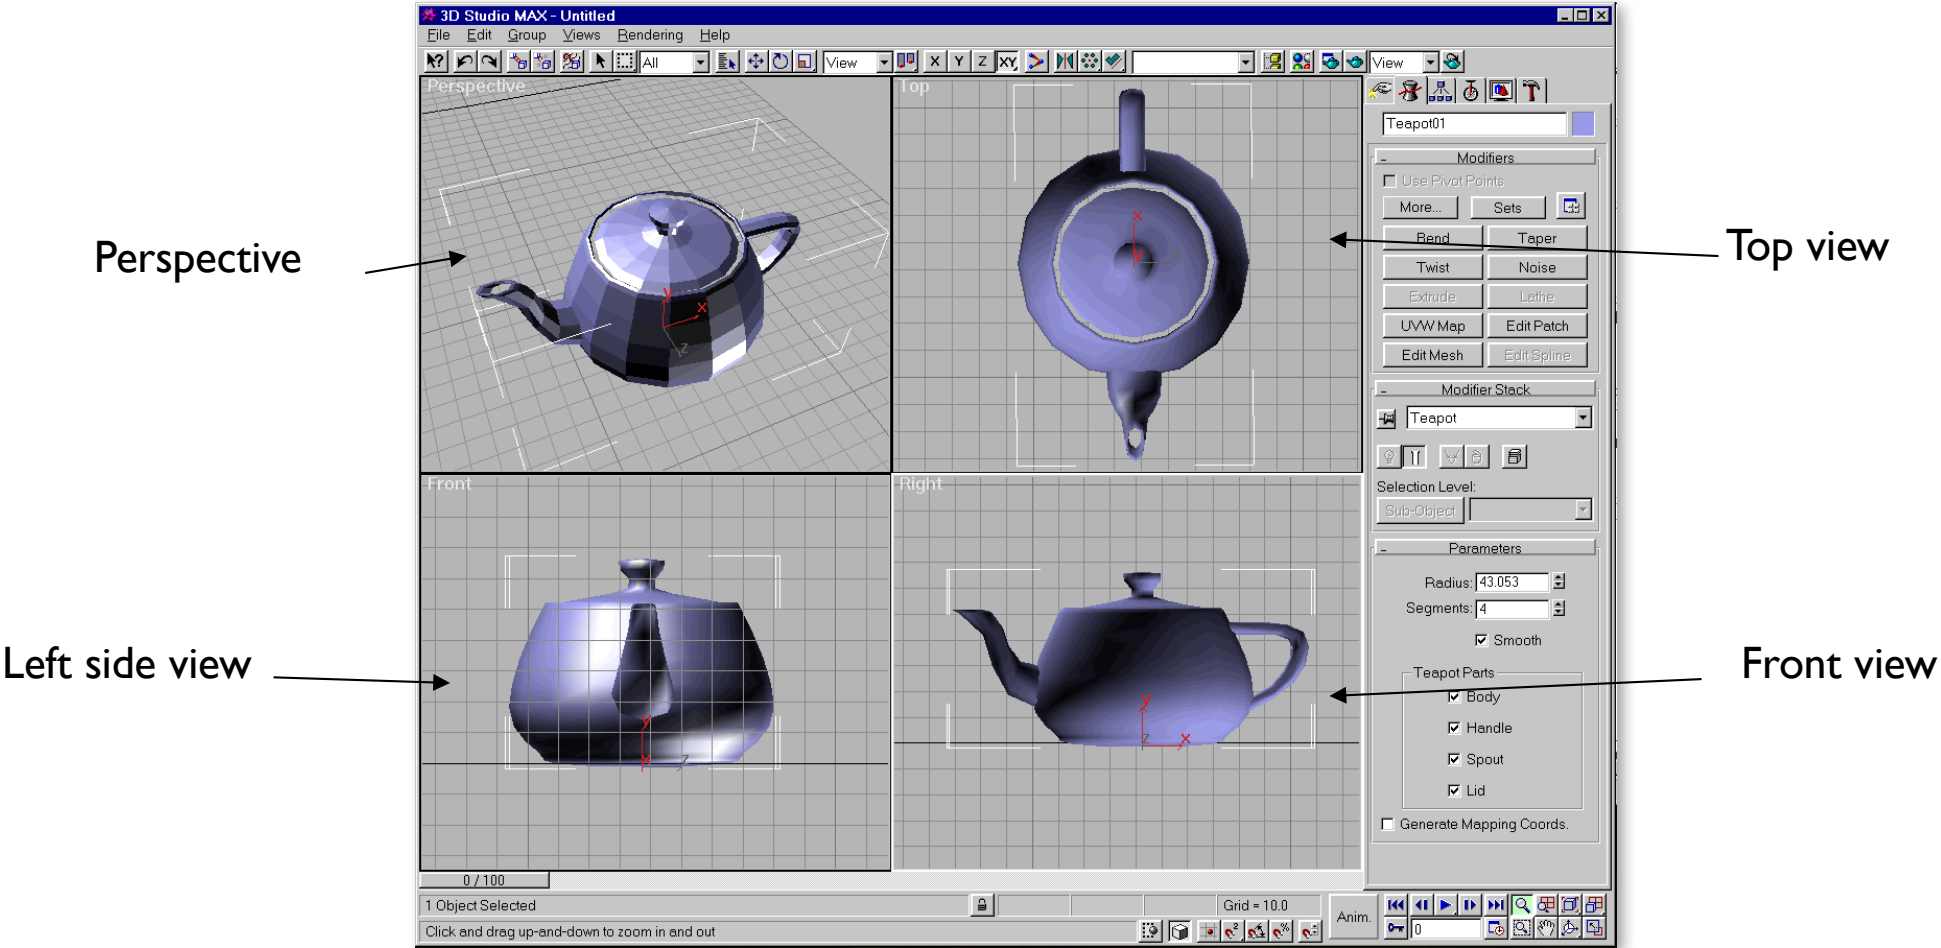 3D Studio MAX - Untitled
File Edit Group Views Rendering Help
All View X Y Z XY View
Perspective
Top
Teapot01
- Modifiers
Use Pivot Points
More... Sets
Bend Taper
Twist Noise
Extrude Lathe
UVW Map Edit Patch
Edit Mesh Edit Spline
- Modifier Stack
Teapot
Selection Level:
Sub-Object
- Parameters
Radius: 43.053
Segments: 4
Smooth
Teapot Parts
Body
Handle
Spout
Lid
Generate Mapping Coords.
x
y
z
y
x
z
Front
Right
y
x
z
y
z
x
Perspective
Top view
Left side view
Front view
0 / 100
1 Object Selected
Grid = 10.0
Anim.
Click and drag up-and-down to zoom in and out
0